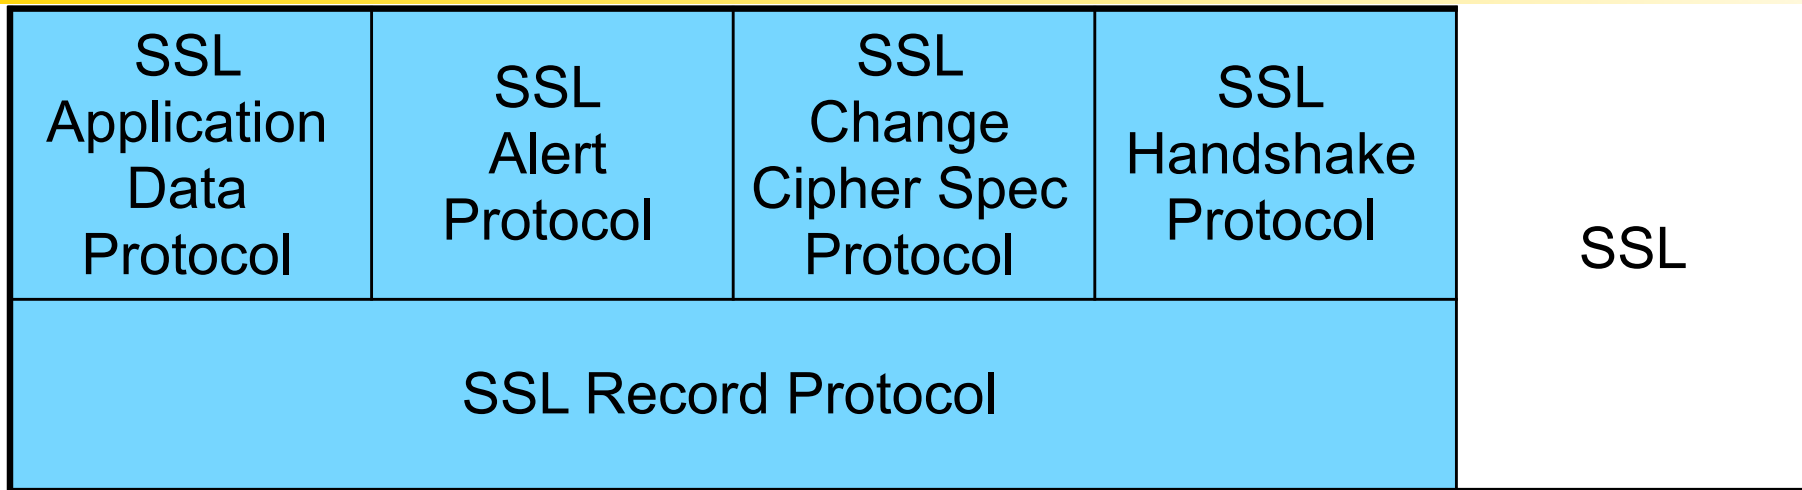 SSL
Application
Data
Protocol
SSL
Alert
Protocol
SSL
Change
Cipher Spec
Protocol
SSL
Handshake
Protocol
SSL
SSL Record Protocol